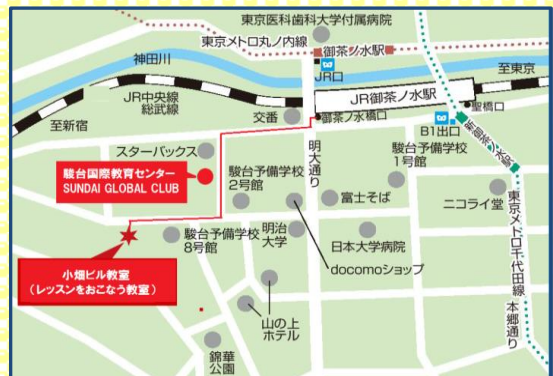 東京医科歯科大学付属病院
東京メトロ丸ノ内線
御茶ノ水駅
神田川
JR口
至東京
JR中央線
総武線
JR御茶ノ水駅
聖橋口
至新宿
交番
御茶ノ水橋口
B1出口
新御茶ノ水駅
スターバックス
明大通り
駿台予備学校
1号館
駿台国際教育センター
SUNDAI GLOBAL CLUB
駿台予備学校
2号館
富士そば
ニコライ堂
東京メトロ千代田線
本郷通り
駿台予備学校
8号館
明治
大学
日本大学病院
docomoショップ
小畑ビル教室
(レッスンをおこなう教室)
山の上
ホテル
錦華
公園